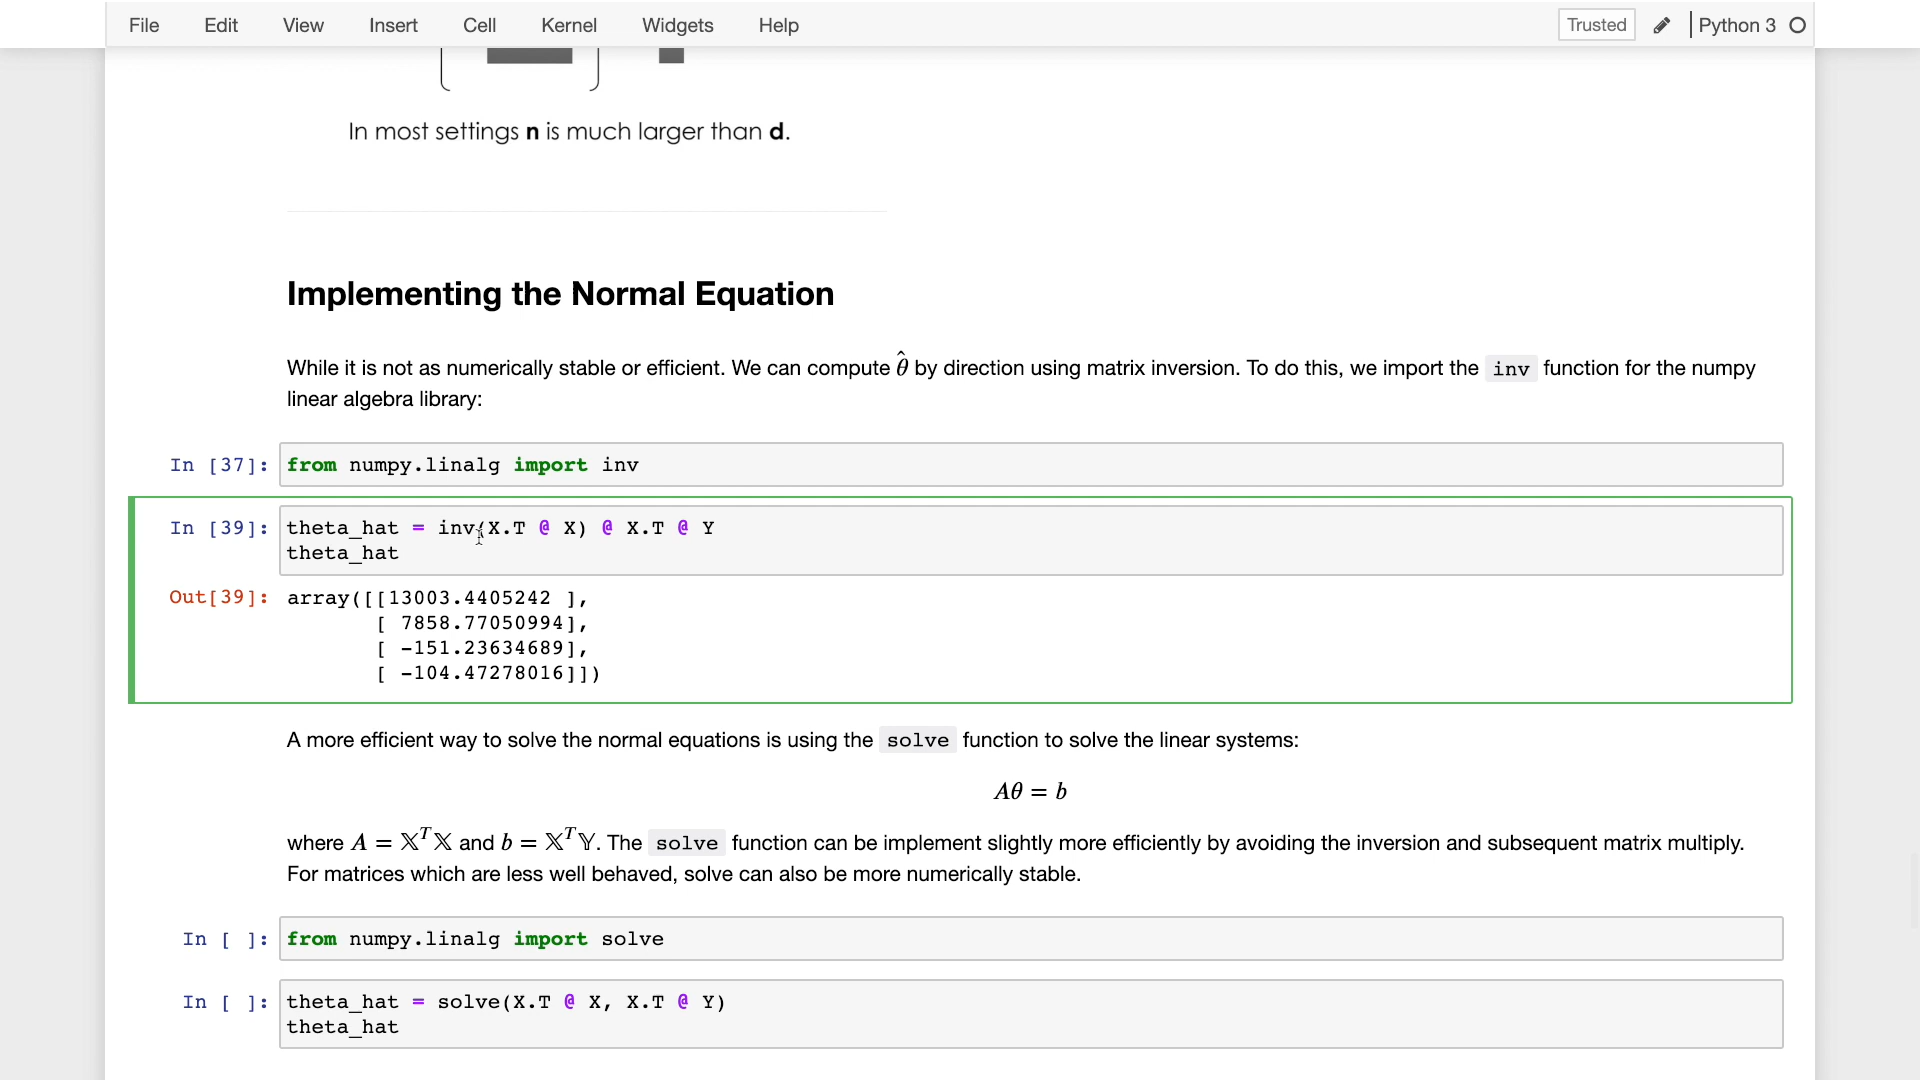 File Edit View Insert Cell Kernel Widgets Help Trusted Python 3
In most settings n is much larger than d.
Implementing the Normal Equation
While it is not as numerically stable or efficient. We can compute θ̂ by direction using matrix inversion. To do this, we import the inv function for the numpy
linear algebra library:
In [37]: from numpy.linalg import inv
In [39]: theta_hat = inv(X.T @ X) @ X.T @ Y
theta_hat
Out[39]: array([[13003.4405242 ],
[ 7858.77050994],
[ -151.23634689],
[ -104.47278016]])
A more efficient way to solve the normal equations is using the solve function to solve the linear systems:
Aθ = b
where A = 𝕏ᵀ𝕏 and b = 𝕏ᵀ𝕐. The solve function can be implement slightly more efficiently by avoiding the inversion and subsequent matrix multiply.
For matrices which are less well behaved, solve can also be more numerically stable.
In [ ]: from numpy.linalg import solve
In [ ]: theta_hat = solve(X.T @ X, X.T @ Y)
theta_hat